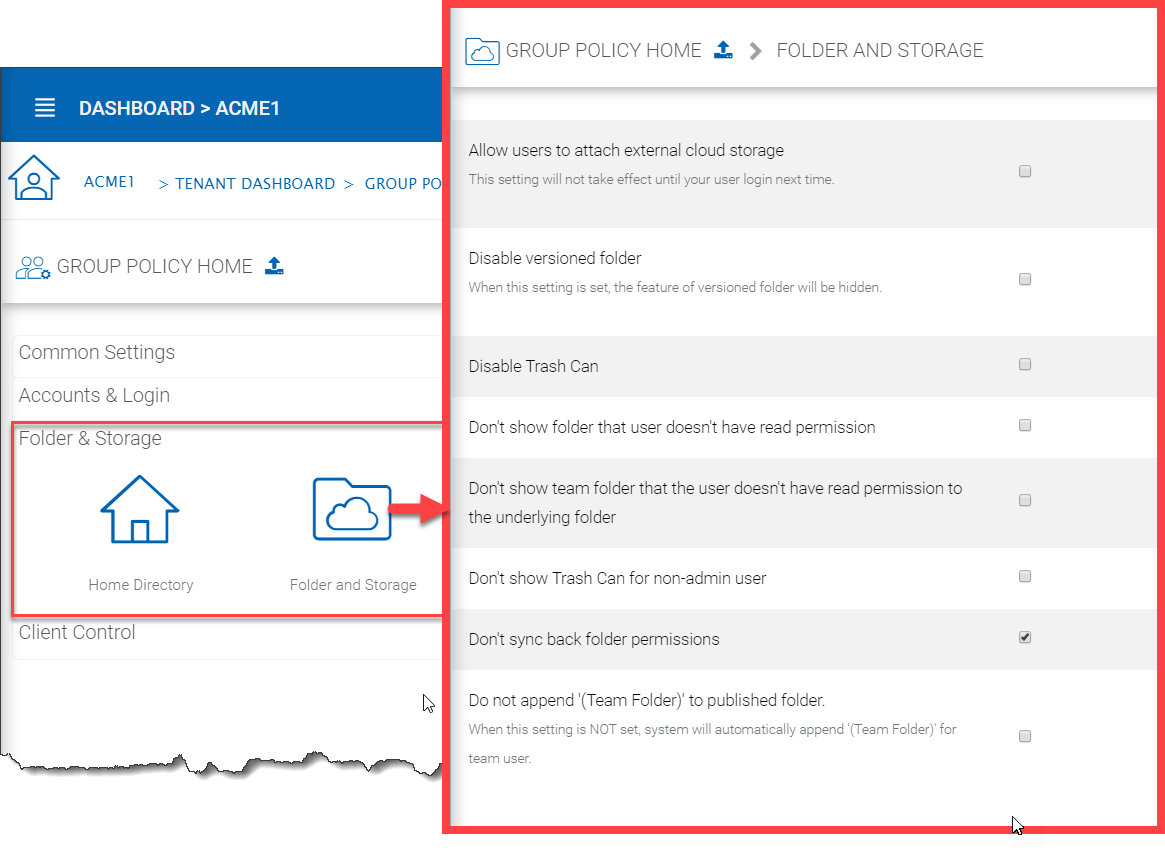 DASHBOARD > ACME1
ACME1 > TENANT DASHBOARD > GROUP PO
GROUP POLICY HOME
Common Settings
Accounts & Login
Folder & Storage
Home Directory
Folder and Storage
Client Control
GROUP POLICY HOME > FOLDER AND STORAGE
Allow users to attach external cloud storage
This setting will not take effect until your user login next time.
Disable versioned folder
When this setting is set, the feature of versioned folder will be hidden.
Disable Trash Can
Don't show folder that user doesn't have read permission
Don't show team folder that the user doesn't have read permission to
the underlying folder
Don't show Trash Can for non-admin user
Don't sync back folder permissions
Do not append '(Team Folder)' to published folder.
When this setting is NOT set, system will automatically append '(Team Folder)' for
team user.